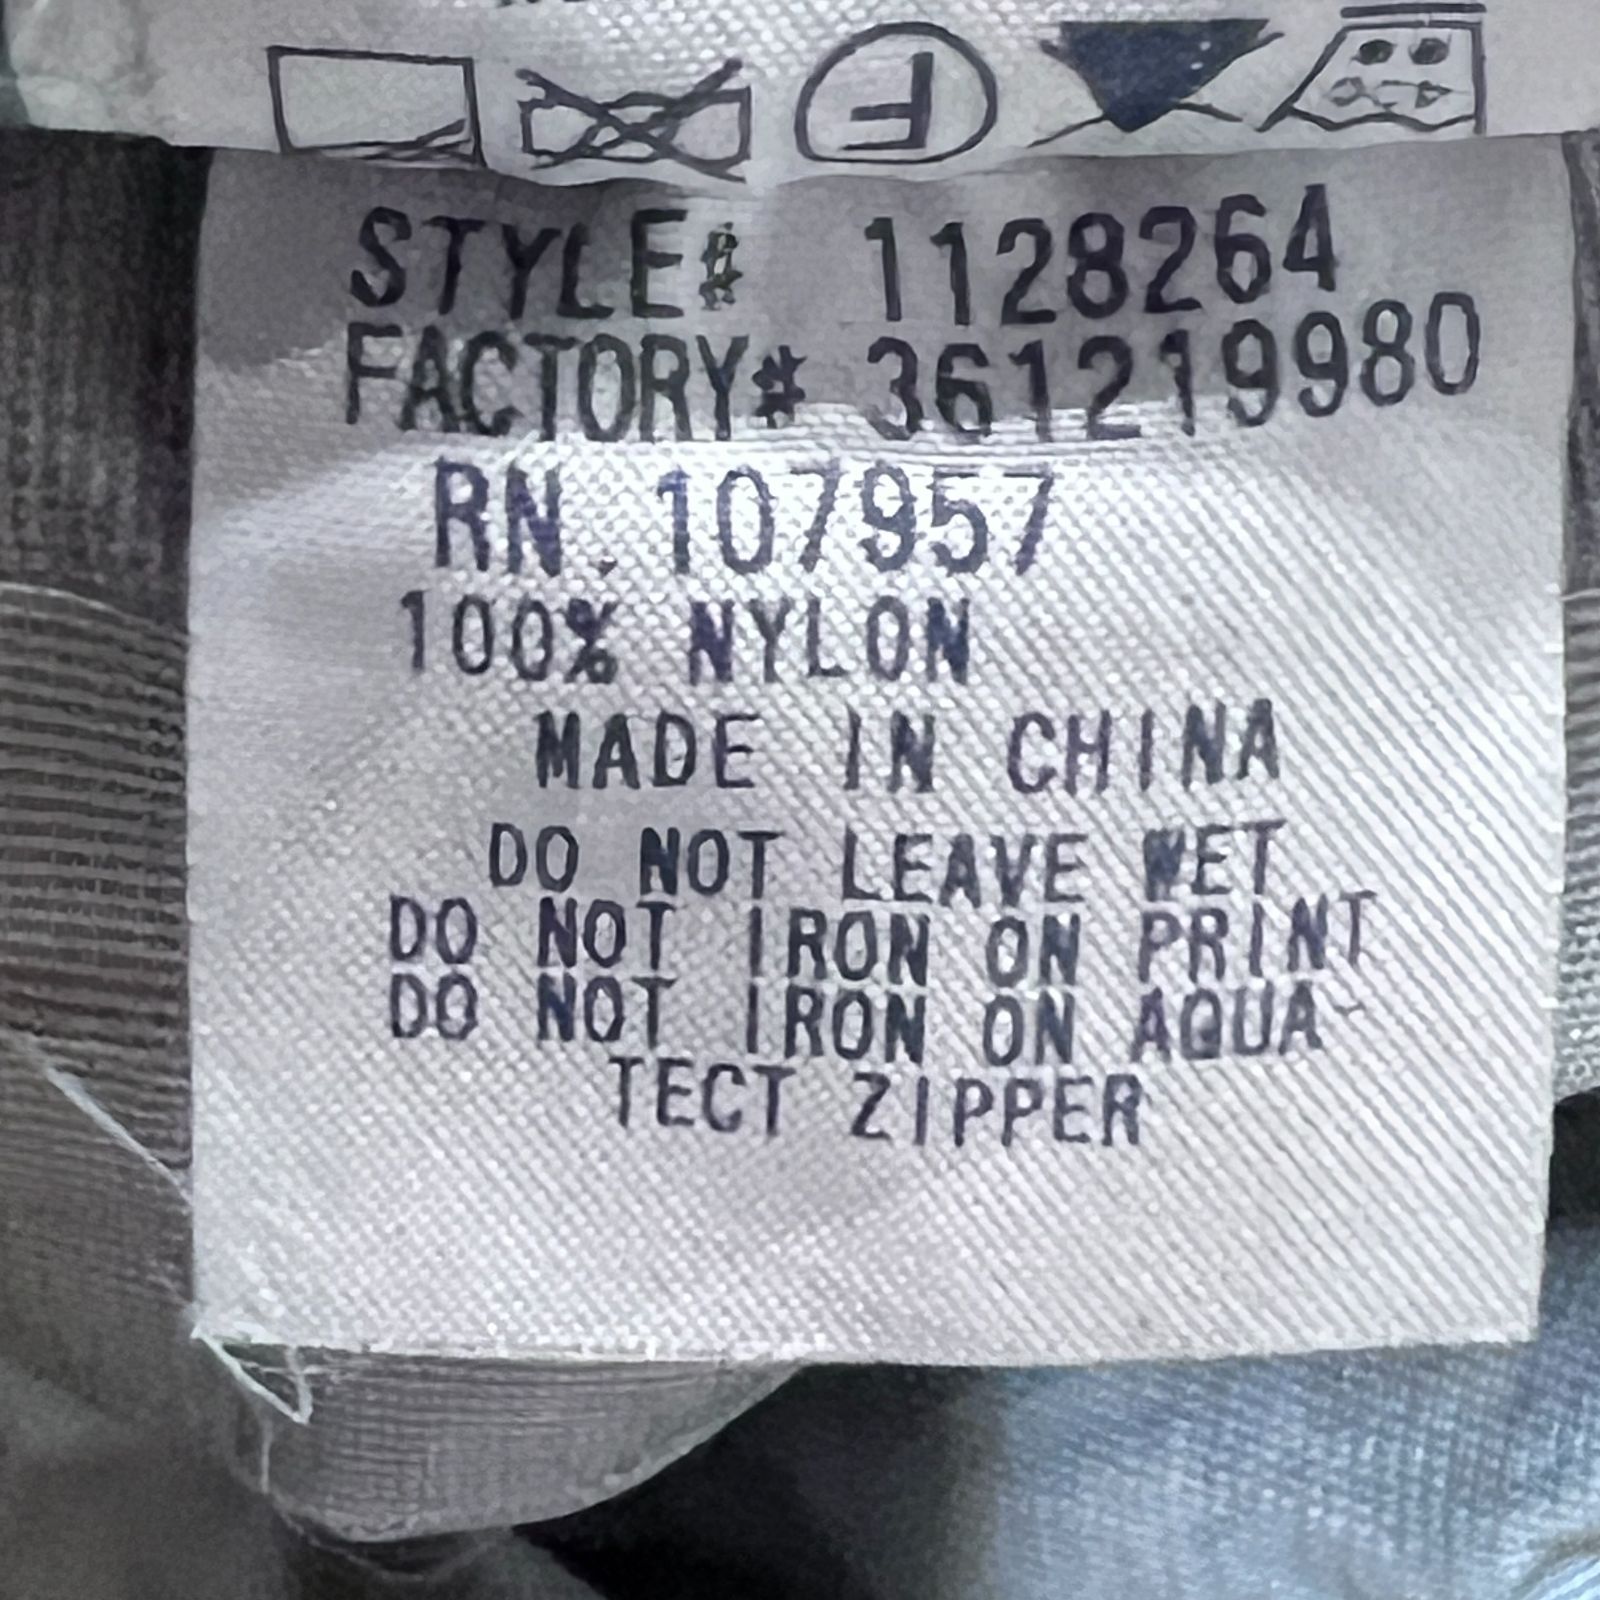 STYLE# 1128264
FACTORY# 361219980
RN. 107957
100% NYLON
MADE IN CHINA
DO NOT LEAVE WET
DO NOT IRON ON PRINT
DO NOT IRON ON AQUA-
TECT ZIPPER